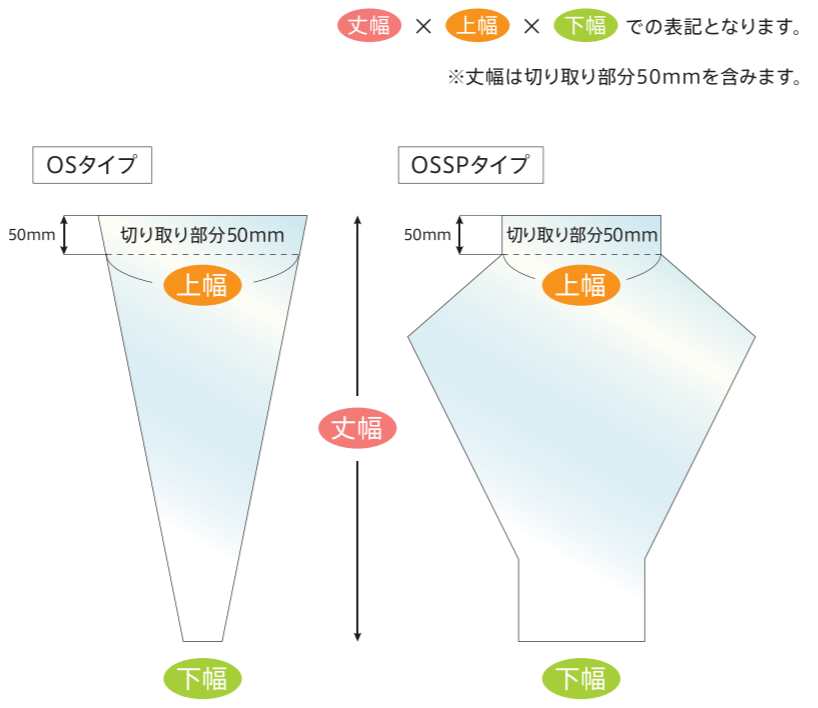 丈幅 × 上幅 × 下幅 での表記となります。
※丈幅は切り取り部分50mmを含みます。
OSタイプ
OSSPタイプ
50mm
切り取り部分50mm
50mm
切り取り部分50mm
上幅
上幅
丈幅
下幅
下幅